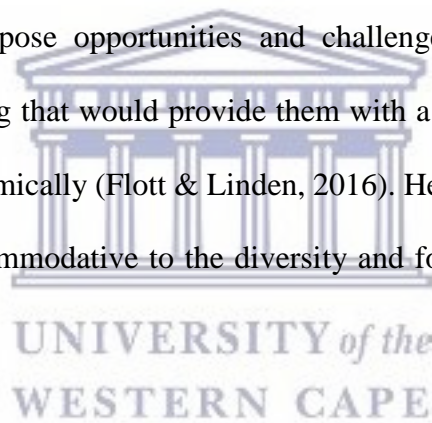 pose opportunities and challenge
g that would provide them with a
mically (Flott & Linden, 2016). He
mmodative to the diversity and fo
UNIVERSITY of the
WESTERN CAPE